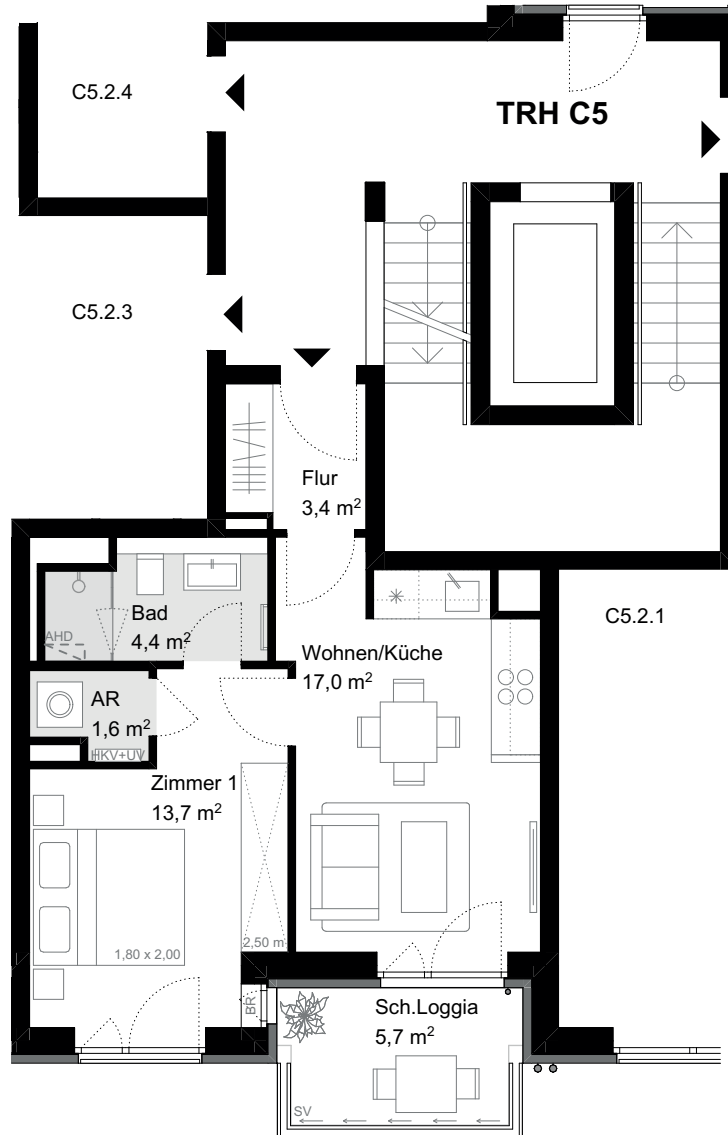 C5.2.4
TRH C5
C5.2.3
Flur
3,4 m²
C5.2.1
Bad
4,4 m²
AHD
Wohnen/Küche
17,0 m²
AR
1,6 m²
HKV+UV
Zimmer 1
13,7 m²
2,50 m
1,80 x 2,00
BR
Sch.Loggia
5,7 m²
SV